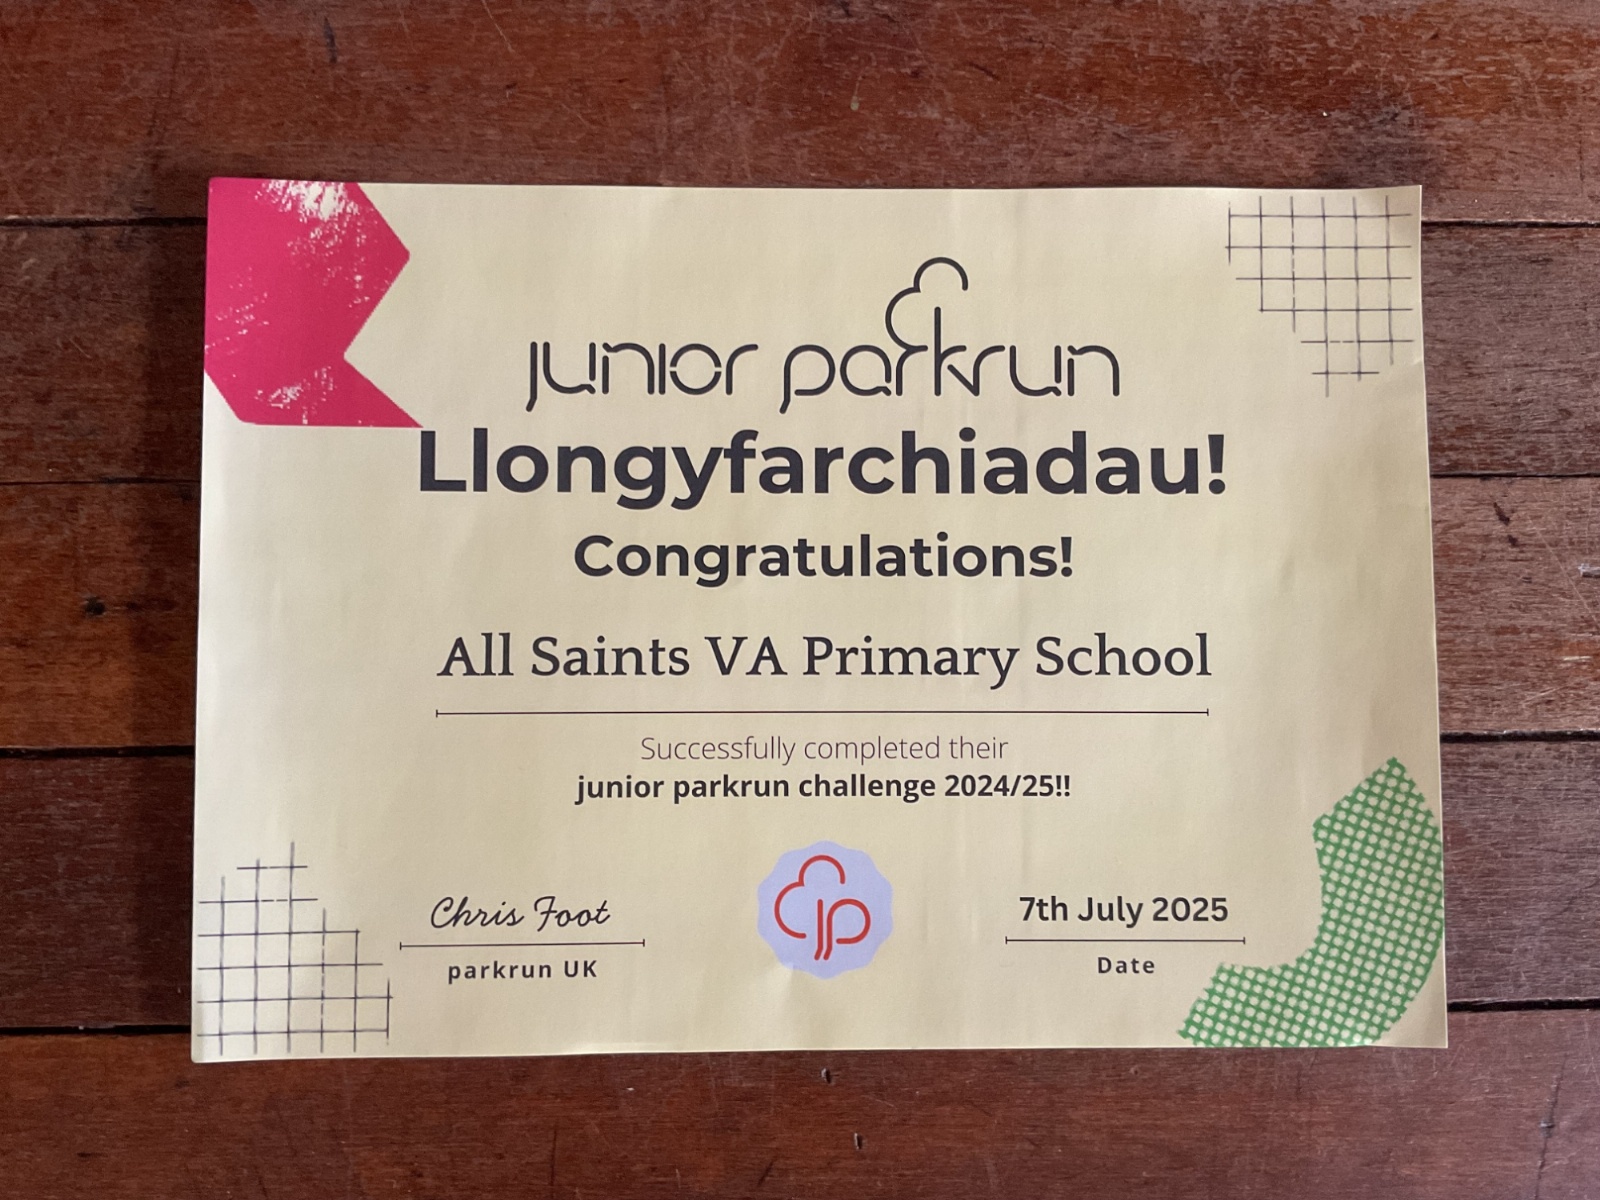 junior parkrun
Llongyfarchiadau!
Congratulations!
All Saints VA Primary School
Successfully completed their
junior parkrun challenge 2024/25!!
Chris Foot
parkrun UK
7th July 2025
Date